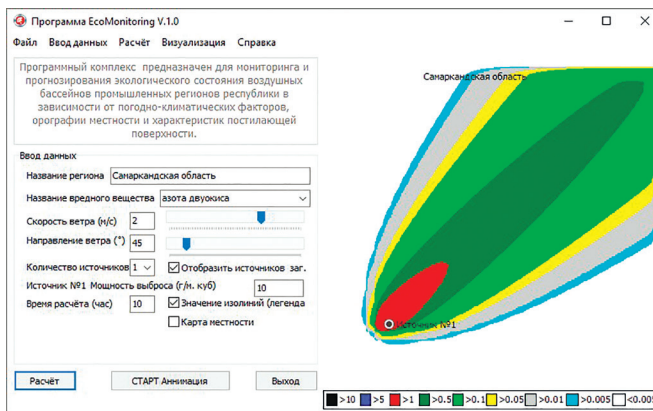 Программа EcoMonitoring V.1.0
Файл Ввод данных Расчёт Визуализация Справка
Программный комплекс предназначен для мониторинга и
прогнозирования экологического состояния воздушных
бассейнов промышленных регионов республики в
зависимости от погодно-климатических факторов,
орографии местности и характеристик постилающей
поверхности.
Ввод данных
Название региона Самаркандская область
Название вредного вещества азота двуокиса
Скорость ветра (м/с) 2
Направление ветра (°) 45
Количество источников 1 Отобразить источников заг.
Источник №1 Мощность выброса (г/м. куб) 10
Время расчёта (час) 10 Значение изолиний (легенда
Карта местности
Расчёт СТАРТ Аннимация Выход
Самаркандская область
Источник №1
>10 >5 >1 >0.5 >0.1 >0.05 >0.01 >0.005 <0.005